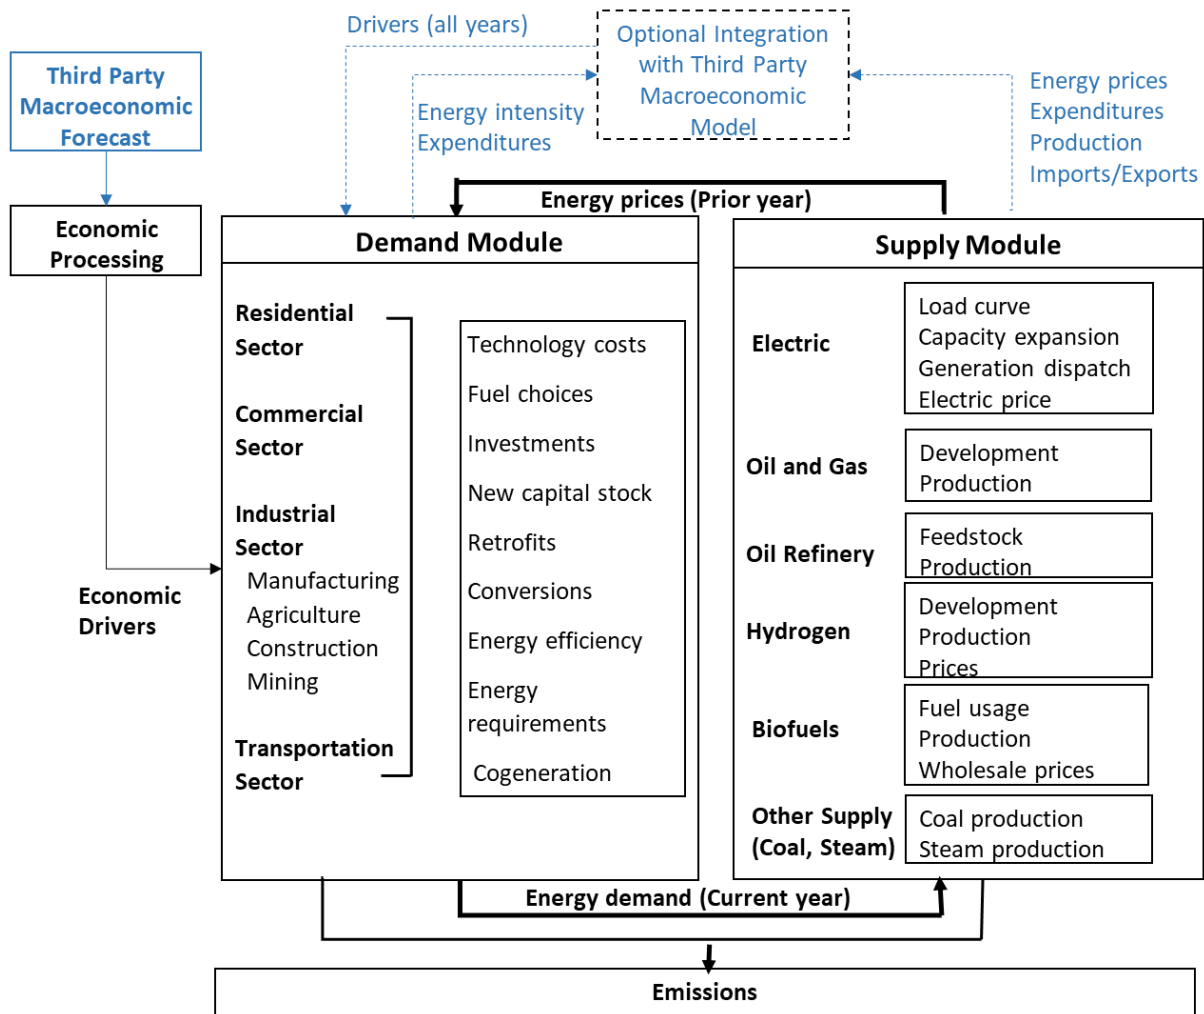 Drivers (all years)
Optional Integration
with Third Party
Macroeconomic
Model
Third Party
Macroeconomic
Forecast
Energy intensity
Expenditures
Energy prices
Expenditures
Production
Imports/Exports
Energy prices (Prior year)
Economic
Processing
Economic
Drivers
Demand Module
Residential
Sector
Commercial
Sector
Industrial
Sector
Manufacturing
Agriculture
Construction
Mining
Transportation
Sector
Technology costs
Fuel choices
Investments
New capital stock
Retrofits
Conversions
Energy efficiency
Energy
requirements
Cogeneration
Supply Module
Electric
Load curve
Capacity expansion
Generation dispatch
Electric price
Oil and Gas
Development
Production
Oil Refinery
Feedstock
Production
Hydrogen
Development
Production
Prices
Biofuels
Fuel usage
Production
Wholesale prices
Other Supply
(Coal, Steam)
Coal production
Steam production
Energy demand (Current year)
Emissions